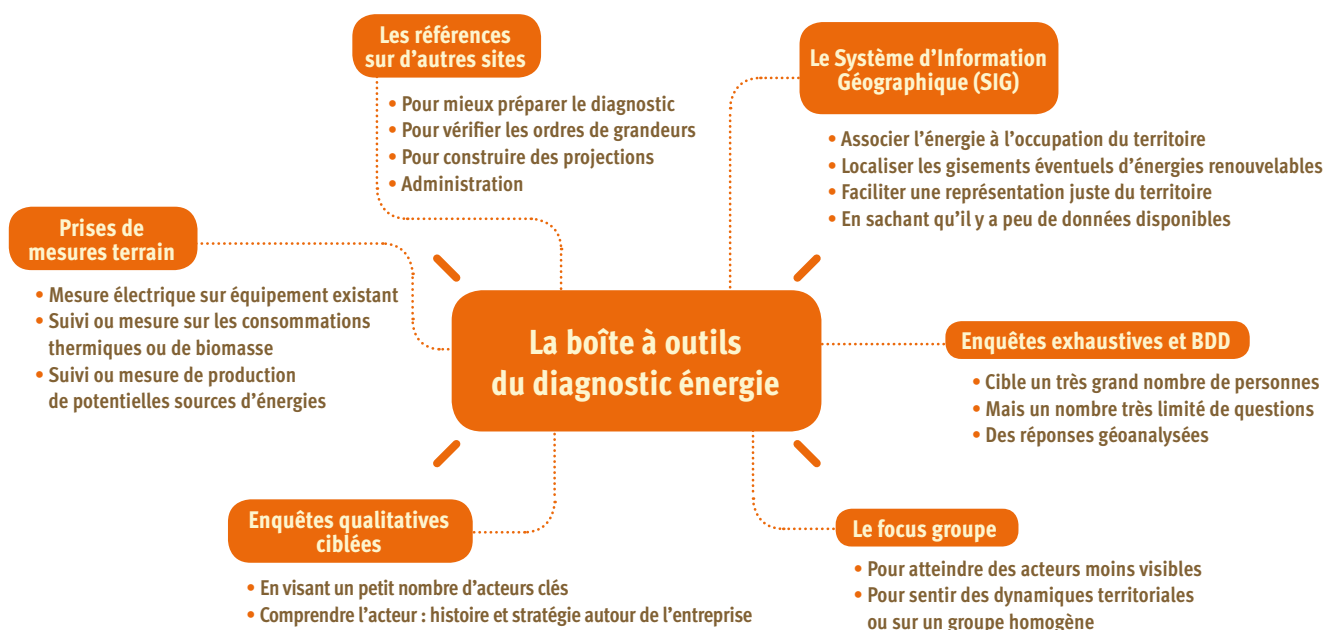 Les références
sur d'autres sites
• Pour mieux préparer le diagnostic
• Pour vérifier les ordres de grandeurs
• Pour construire des projections
• Administration
Le Système d'Information
Géographique (SIG)
• Associer l'énergie à l'occupation du territoire
• Localiser les gisements éventuels d'énergies renouvelables
• Faciliter une représentation juste du territoire
• En sachant qu'il y a peu de données disponibles
Prises de
mesures terrain
• Mesure électrique sur équipement existant
• Suivi ou mesure sur les consommations
thermiques ou de biomasse
• Suivi ou mesure de production
de potentielles sources d'énergies
La boîte à outils
du diagnostic énergie
Enquêtes exhaustives et BDD
• Cible un très grand nombre de personnes
• Mais un nombre très limité de questions
• Des réponses géoanalysées
Enquêtes qualitatives
ciblées
• En visant un petit nombre d'acteurs clés
• Comprendre l'acteur : histoire et stratégie autour de l'entreprise
Le focus groupe
• Pour atteindre des acteurs moins visibles
• Pour sentir des dynamiques territoriales
ou sur un groupe homogène